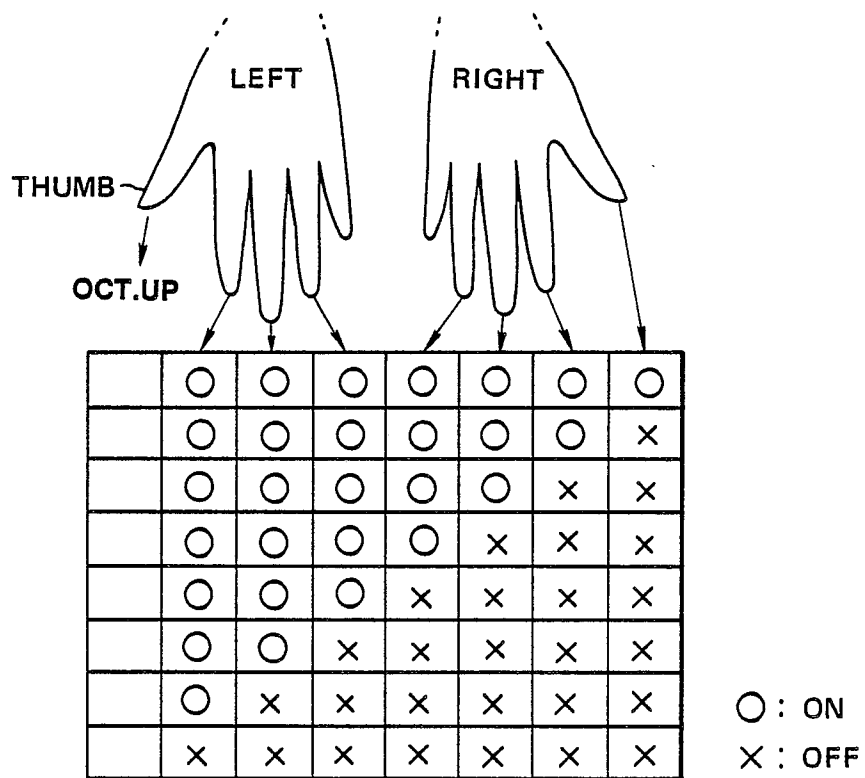 LEFT
RIGHT
THUMB
OCT.UP
○ ○ ○ ○ ○ ○ ○
○ ○ ○ ○ ○ ○ ×
○ ○ ○ ○ ○ × ×
○ ○ ○ ○ × × ×
○ ○ ○ × × × ×
○ ○ × × × × ×
○ × × × × × ×
× × × × × × ×
○ : ON
× : OFF